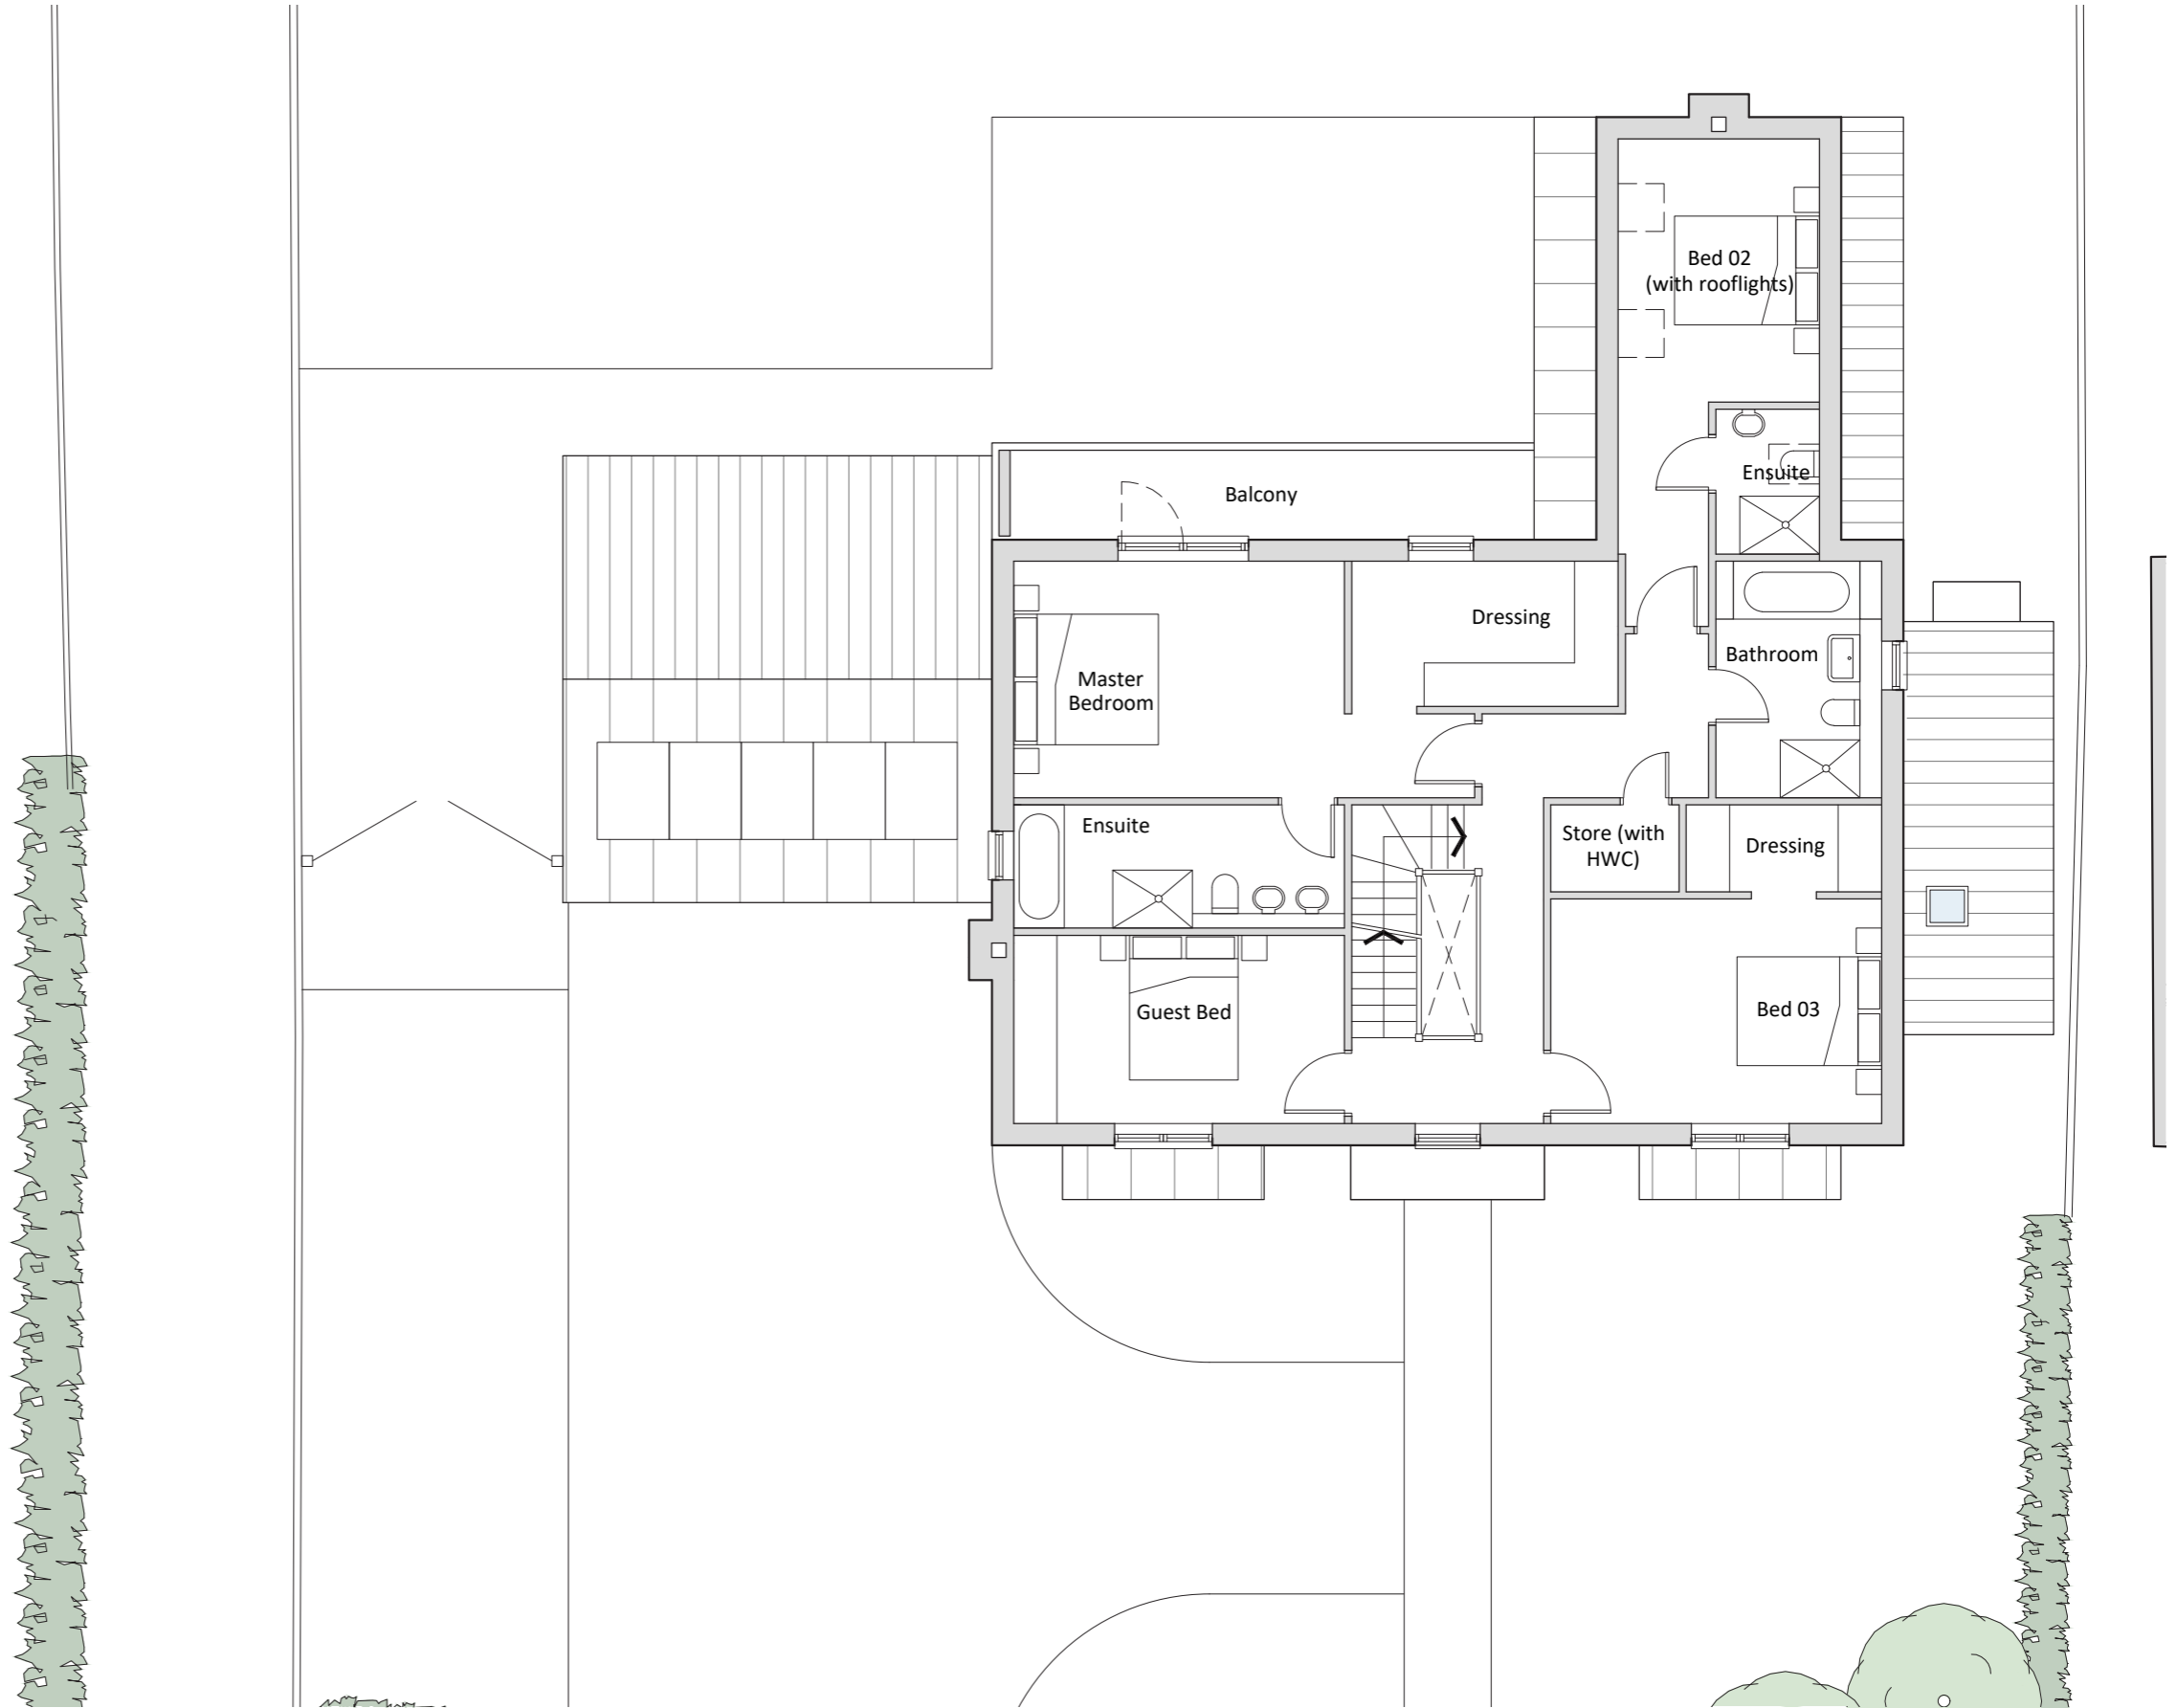 Bed 02
(with rooflights)
Ensuite
Balcony
Dressing
Bathroom
Master
Bedroom
Ensuite
Store (with
HWC)
Dressing
Guest Bed
Bed 03